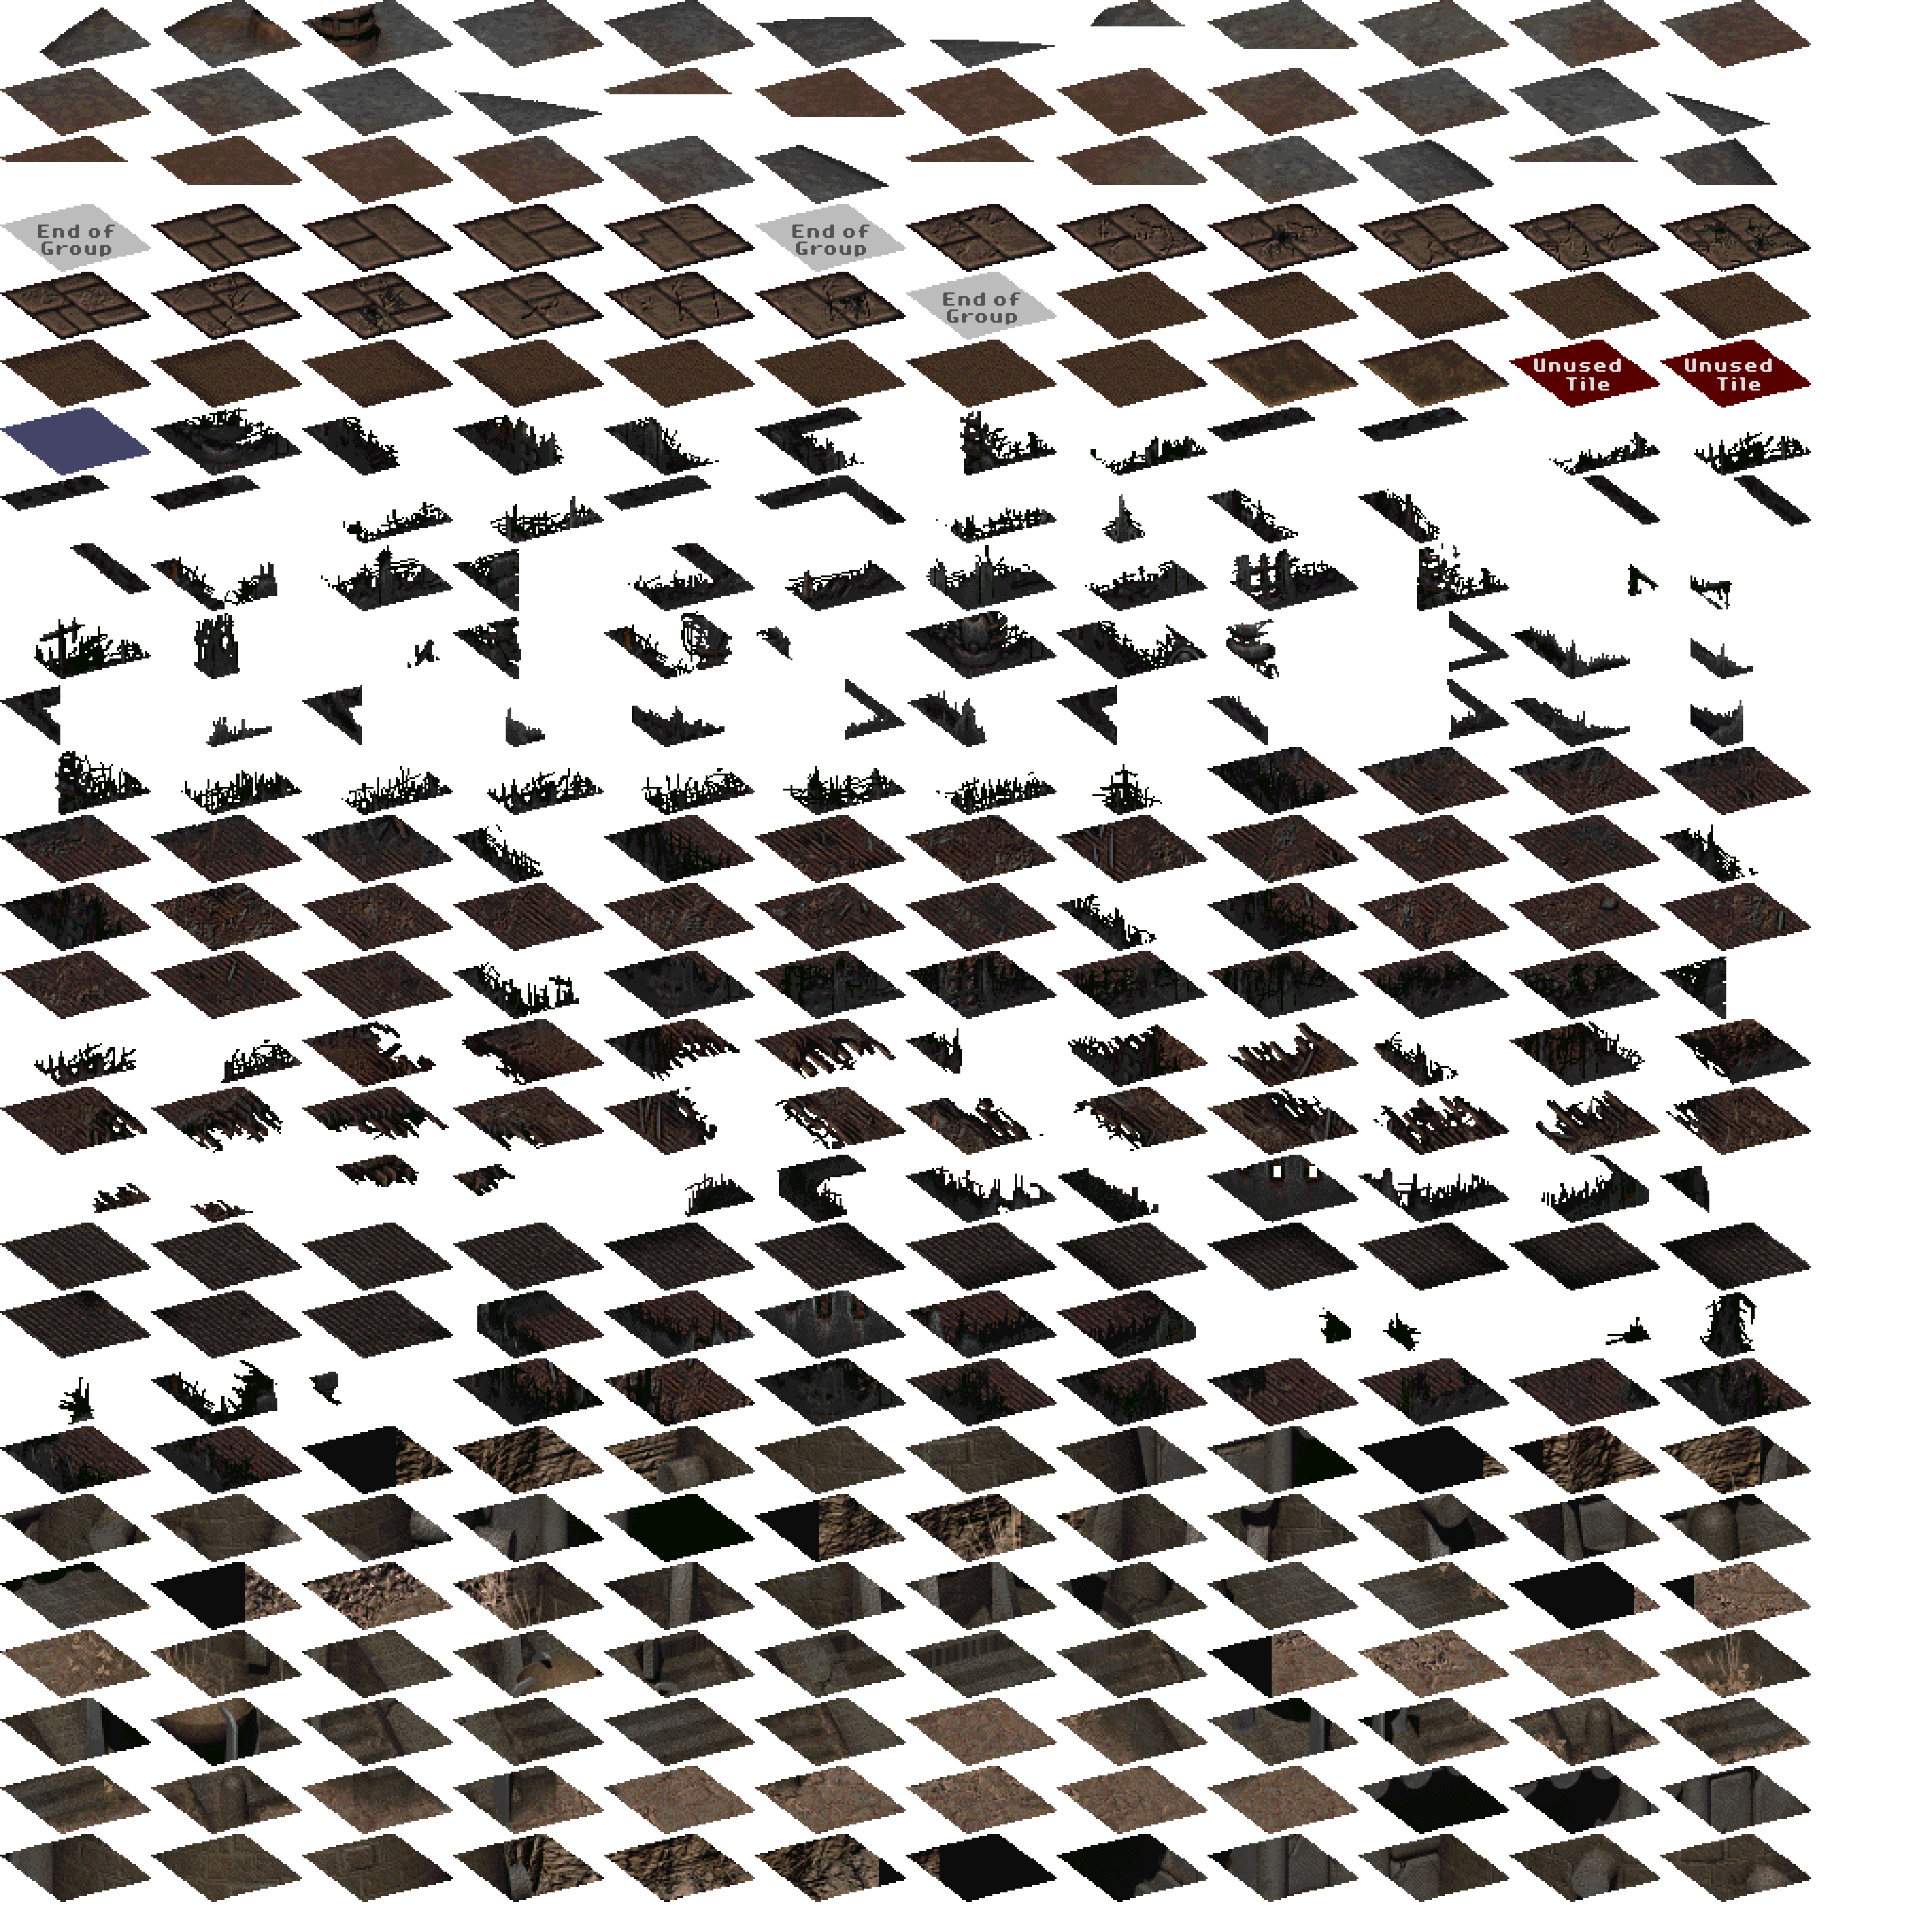 End of
Group
End of
Group
End of
Group
Unused
Tile
Unused
Tile